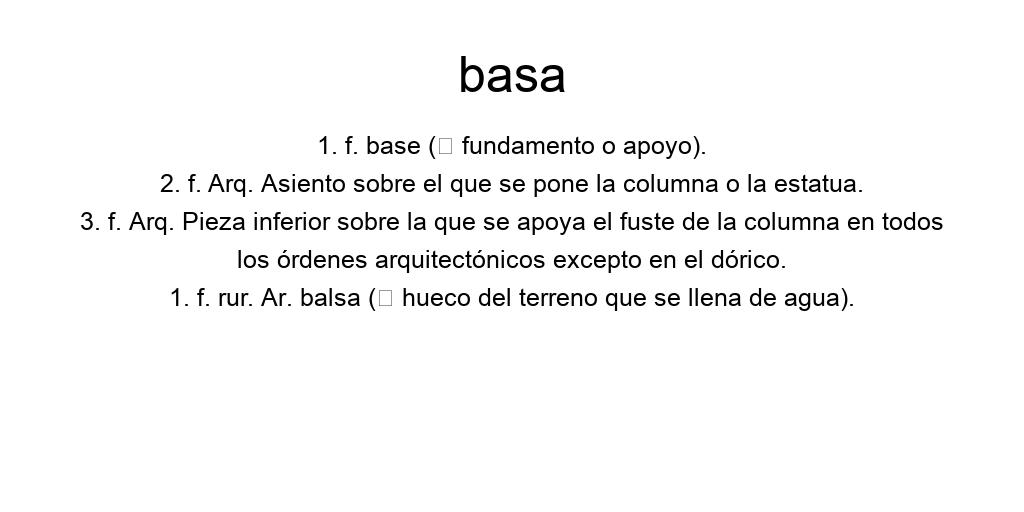 basa
1. f. base (□ fundamento o apoyo).
2. f. Arq. Asiento sobre el que se pone la columna o la estatua.
3. f. Arq. Pieza inferior sobre la que se apoya el fuste de la columna en todos
los órdenes arquitectónicos excepto en el dórico.
1. f. rur. Ar. balsa (□ hueco del terreno que se llena de agua).